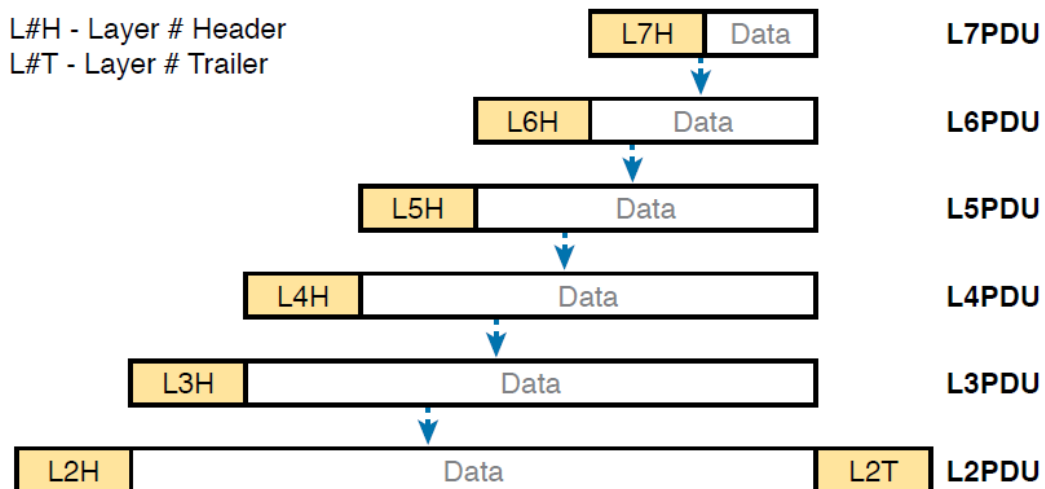 L#H - Layer # Header
L#T - Layer # Trailer
L7H Data L7PDU
L6H Data L6PDU
L5H Data L5PDU
L4H Data L4PDU
L3H Data L3PDU
L2H Data L2T L2PDU